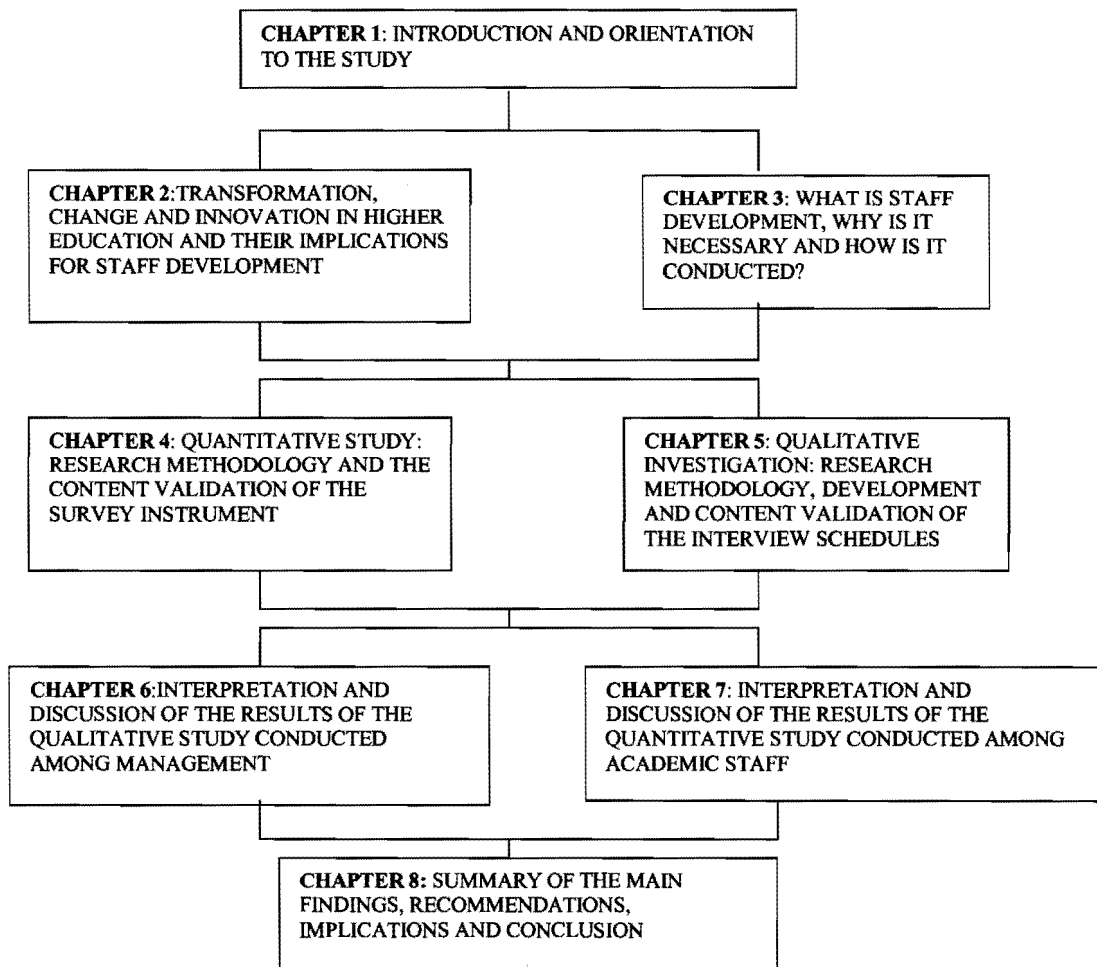 CHAPTER 1: INTRODUCTION AND ORIENTATION
TO THE STUDY
CHAPTER 2:TRANSFORMATION,
CHANGE AND INNOVATION IN HIGHER
EDUCATION AND THEIR IMPLICATIONS
FOR STAFF DEVELOPMENT
CHAPTER 3: WHAT IS STAFF
DEVELOPMENT, WHY IS IT
NECESSARY AND HOW IS IT
CONDUCTED?
CHAPTER 4: QUANTITATIVE STUDY:
RESEARCH METHODOLOGY AND THE
CONTENT VALIDATION OF THE
SURVEY INSTRUMENT
CHAPTER 5: QUALITATIVE
INVESTIGATION: RESEARCH
METHODOLOGY, DEVELOPMENT
AND CONTENT VALIDATION OF
THE INTERVIEW SCHEDULES
CHAPTER 6:INTERPRETATION AND
DISCUSSION OF THE RESULTS OF THE
QUALITATIVE STUDY CONDUCTED
AMONG MANAGEMENT
CHAPTER 7: INTERPRETATION AND
DISCUSSION OF THE RESULTS OF THE
QUANTITATIVE STUDY CONDUCTED AMONG
ACADEMIC STAFF
CHAPTER 8: SUMMARY OF THE MAIN
FINDINGS, RECOMMENDATIONS,
IMPLICATIONS AND CONCLUSION